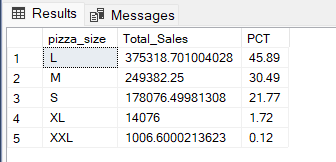 Results Messages
pizza_size Total_Sales PCT
1 L 375318.701004028 45.89
2 M 249382.25 30.49
3 S 178076.49981308 21.77
4 XL 14076 1.72
5 XXL 1006.6000213623 0.12